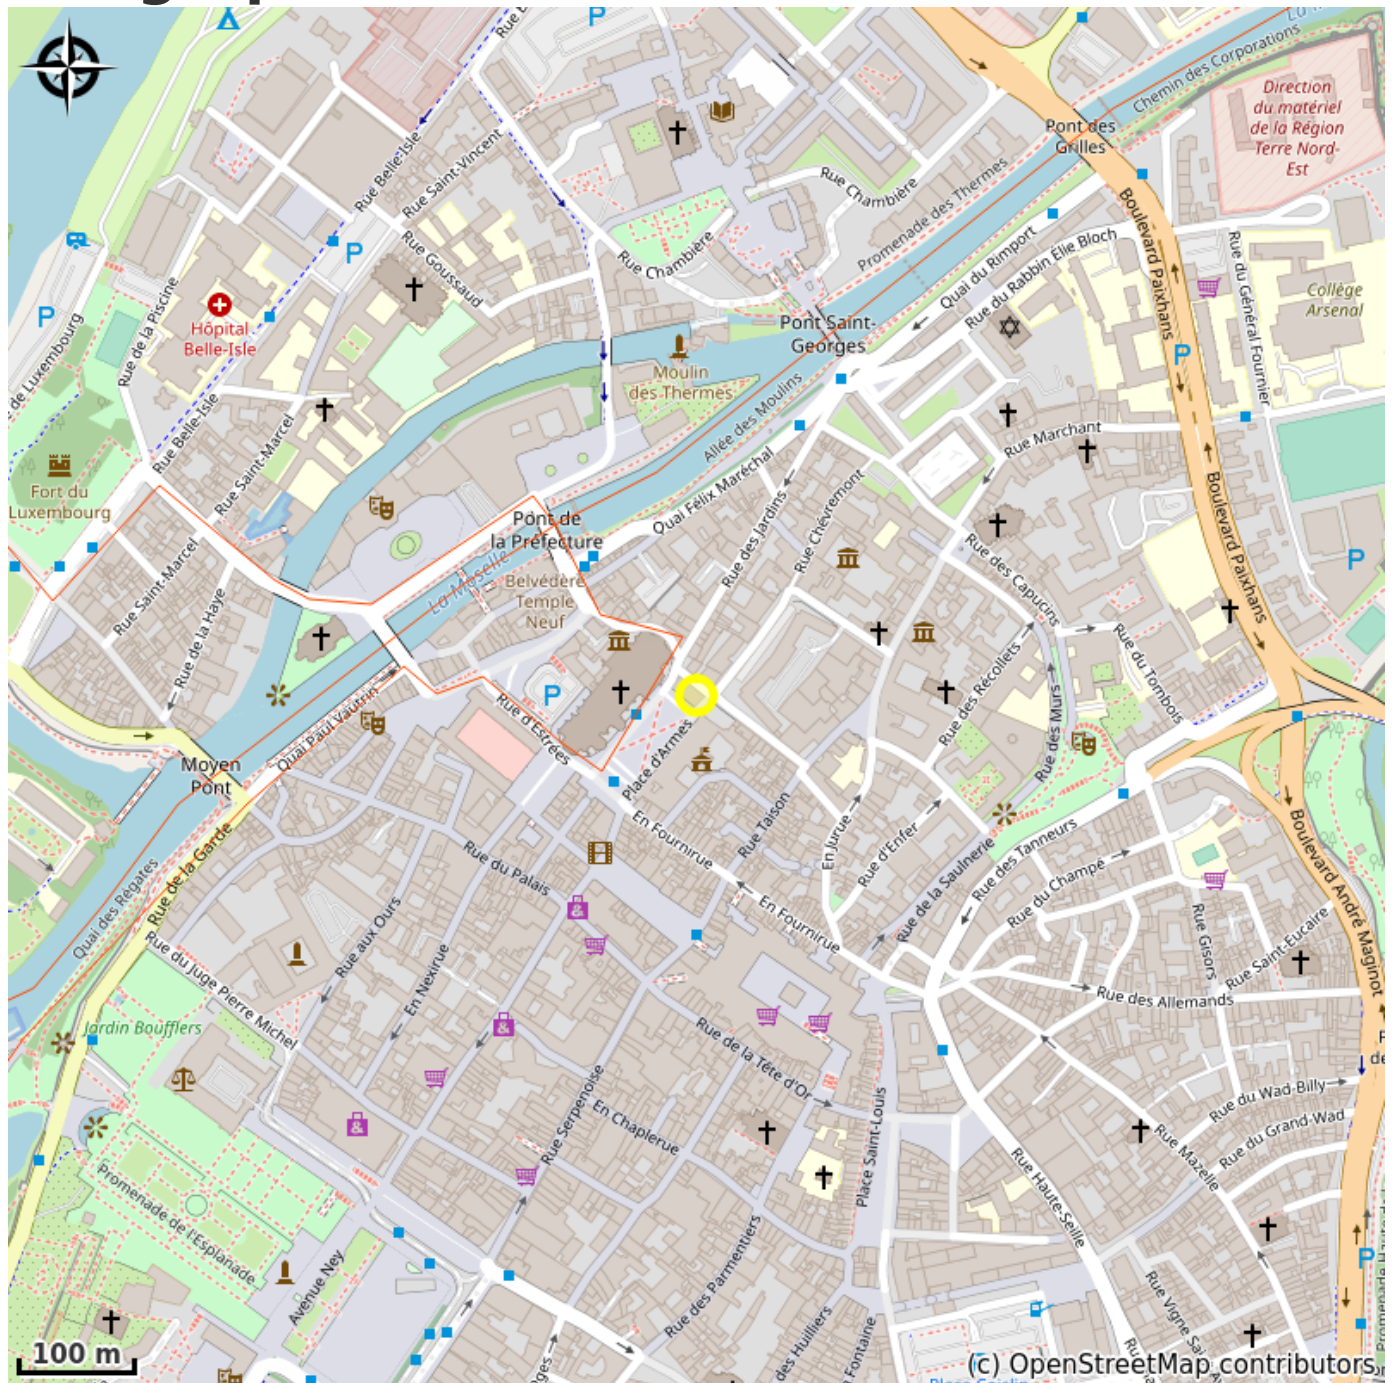 Direction
du matériel
de la Région
Terre Nord-
Est
Chemin des Corporations
Pont des
Grilles
Rue Belle-Isle
Rue Saint-Vincent
Rue Chambière
Promenade des Thermes
Boulevard Paixhans
Rue Goussaud
Rue Chambière
Quai du Rimport
Rue du Rabbin Élie Bloch
Rue du Général Fournier
Collège
Arsenal
Rue de la Piscine
Hôpital
Belle-Isle
Pont Saint-
Georges
Moulin
des Thermes
Allée des Moulins
de Luxembourg
Rue Belle-Isle
Rue Saint-Marcel
Rue Marchant
Quai Félix Maréchal
Fort du
Luxembourg
Pont de
la Préfecture
Rue des Jardins
Rue Chèvremont
Boulevard Paixhans
La Moselle
Belvédère
Temple
Neuf
Rue des Capucins
Rue Saint-Marcel
Rue de la Haye
Rue du Tombois
Rue des Récollets
Rue des Murs
Quai Paul Vautrin
Rue d'Estrées
Place d'Armes
Moyen
Pont
En Fournirue
Rue Taison
En Jurue
Rue d'Enfer
Rue des Tanneurs
Rue du Champé
Boulevard André Maginot
Rue de la Garde
Quai des Régates
Rue du Palais
Rue de la Saulnerie
En Fournirue
Rue aux Ours
Rue du Juge Pierre Michel
En Nexirue
Rue Gisors
Rue Saint-Eucaire
Rue des Allemands
Jardin Boufflers
Rue de la Tête d'Or
Rue Serpenoise
En Chaplerue
Place Saint-Louis
Rue du Wad-Billy
Rue du Grand-Wad
Rue Mazelle
Rue Haute-Seille
Promenade de l'Esplanade
Avenue Ney
Rue des Parmentiers
Rue Vigne
des Huilliers
Fontaine
100 m
(c) OpenStreetMap contributors